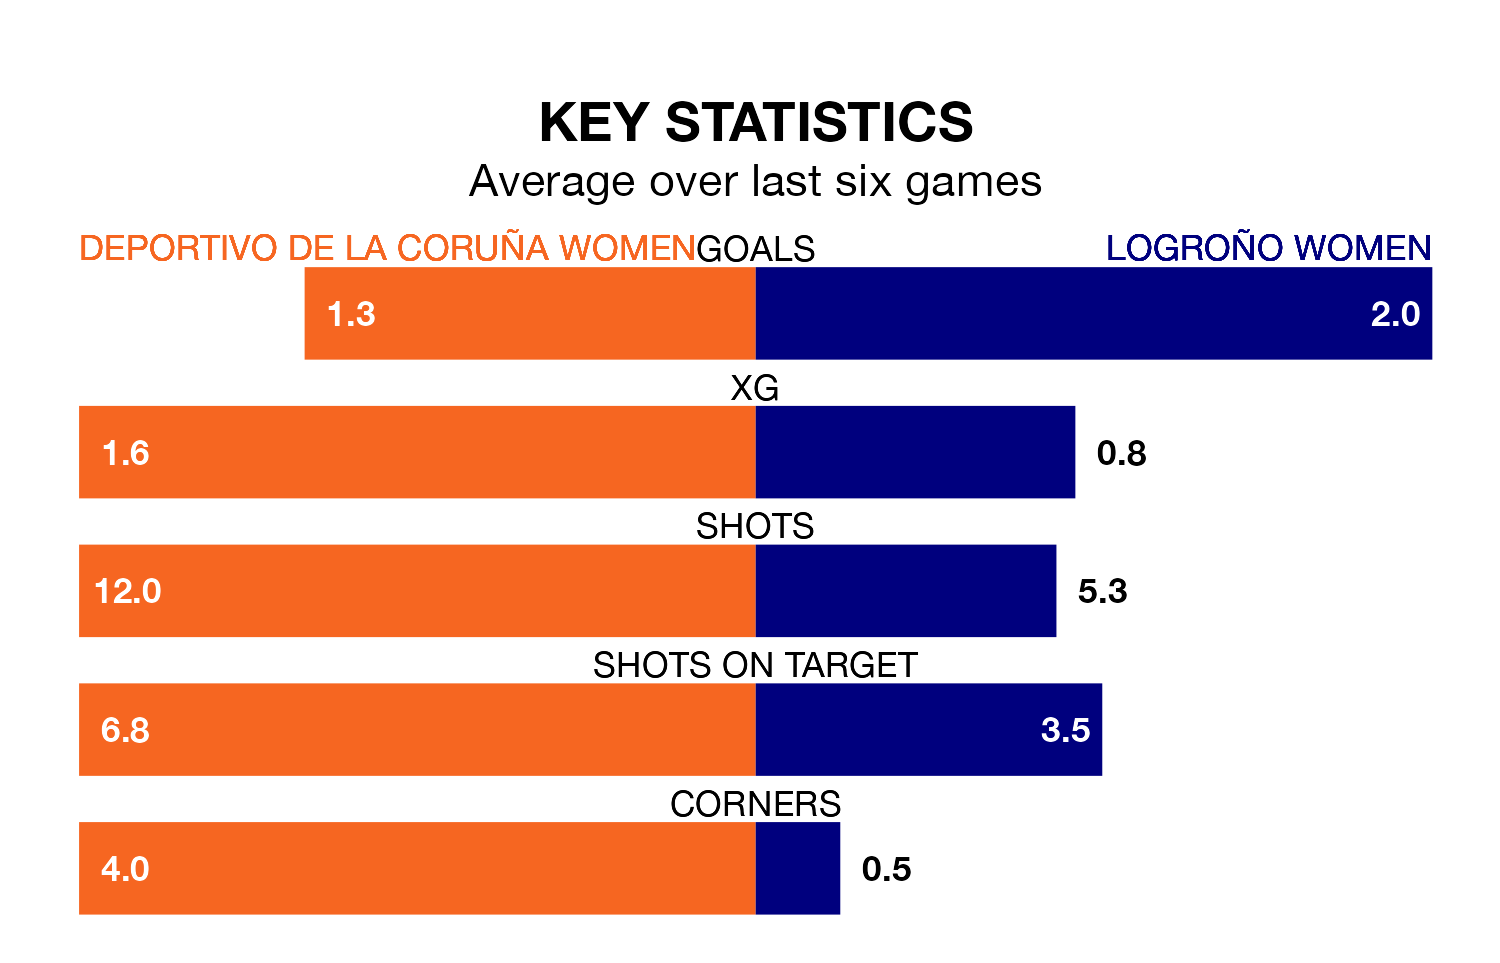 KEY STATISTICS
Average over last six games
DEPORTIVO DE LA CORUÑA WOMEN GOALS LOGROÑO WOMEN
1.3 2.0
XG
1.6 0.8
SHOTS
12.0 5.3
SHOTS ON TARGET
6.8 3.5
CORNERS
4.0 0.5